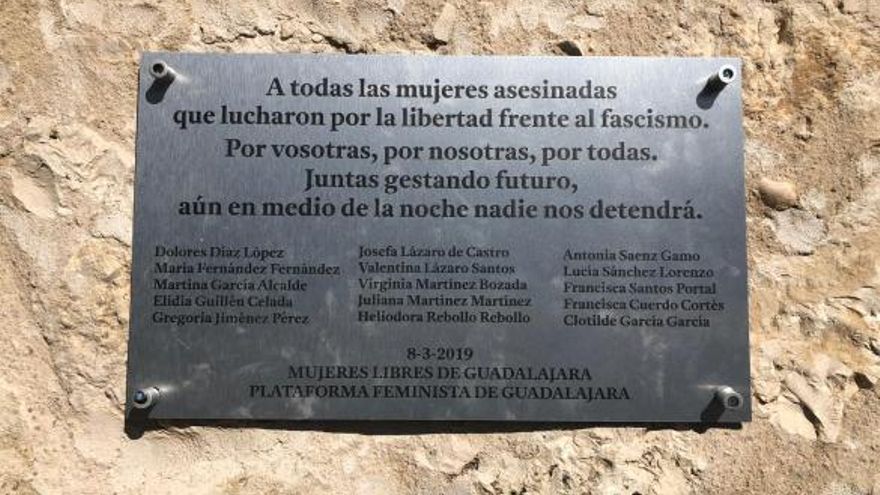 A todas las mujeres asesinadas
que lucharon por la libertad frente al fascismo.
Por vosotras, por nosotras, por todas.
Juntas gestando futuro,
aún en medio de la noche nadie nos detendrá.
Dolores Díaz López
María Fernández Fernández
Martina García Alcalde
Elidia Guillén Celada
Gregoria Jiménez Pérez
Josefa Lázaro de Castro
Valentina Lázaro Santos
Virginia Martínez Bozada
Juliana Martínez Martínez
Heliodora Rebollo Rebollo
Antonia Saenz Gamo
Lucía Sánchez Lorenzo
Francisca Santos Portal
Francisca Cuerdo Cortés
Clotilde García García
8-3-2019
MUJERES LIBRES DE GUADALAJARA
PLATAFORMA FEMINISTA DE GUADALAJARA